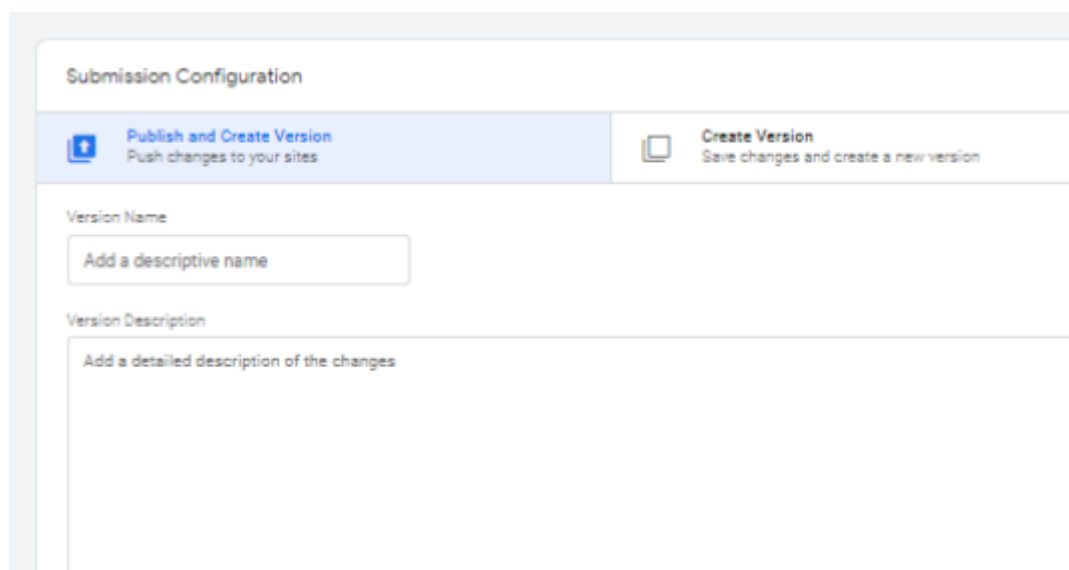 Submission Configuration
Publish and Create Version
Push changes to your sites
Create Version
Save changes and create a new version
Version Name
Add a descriptive name
Version Description
Add a detailed description of the changes